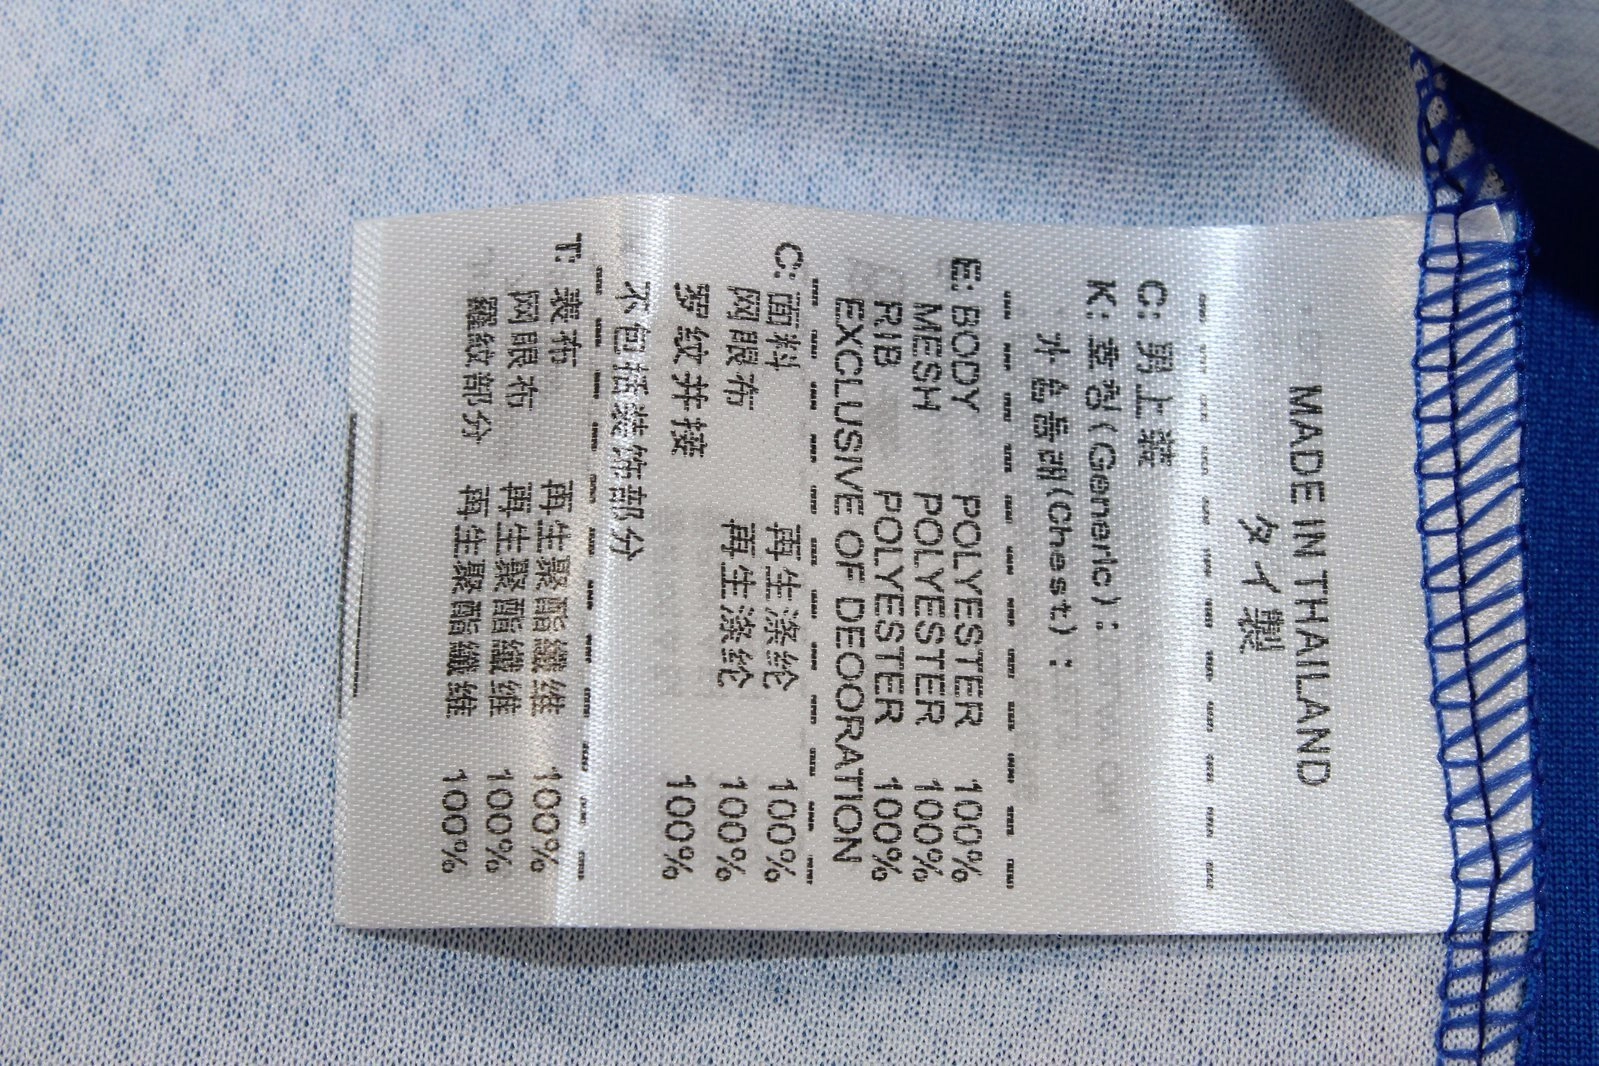 MADE IN THAILAND
タイ製
C: 男上装
K: 호칭(Generic):
가슴둘레(Chest):
E: BODY POLYESTER 100%
MESH POLYESTER 100%
RIB POLYESTER 100%
EXCLUSIVE OF DECORATION
C: 面料 再生涤纶 100%
网眼布 再生涤纶 100%
罗纹拼接 100%
不包括装饰部分
T: 表布 再生聚酯纖維 100%
网眼布 再生聚酯纖維 100%
羅紋部分 再生聚酯纖維 100%